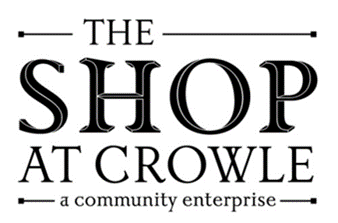 THE
SHOP
AT CROWLE
a community enterprise